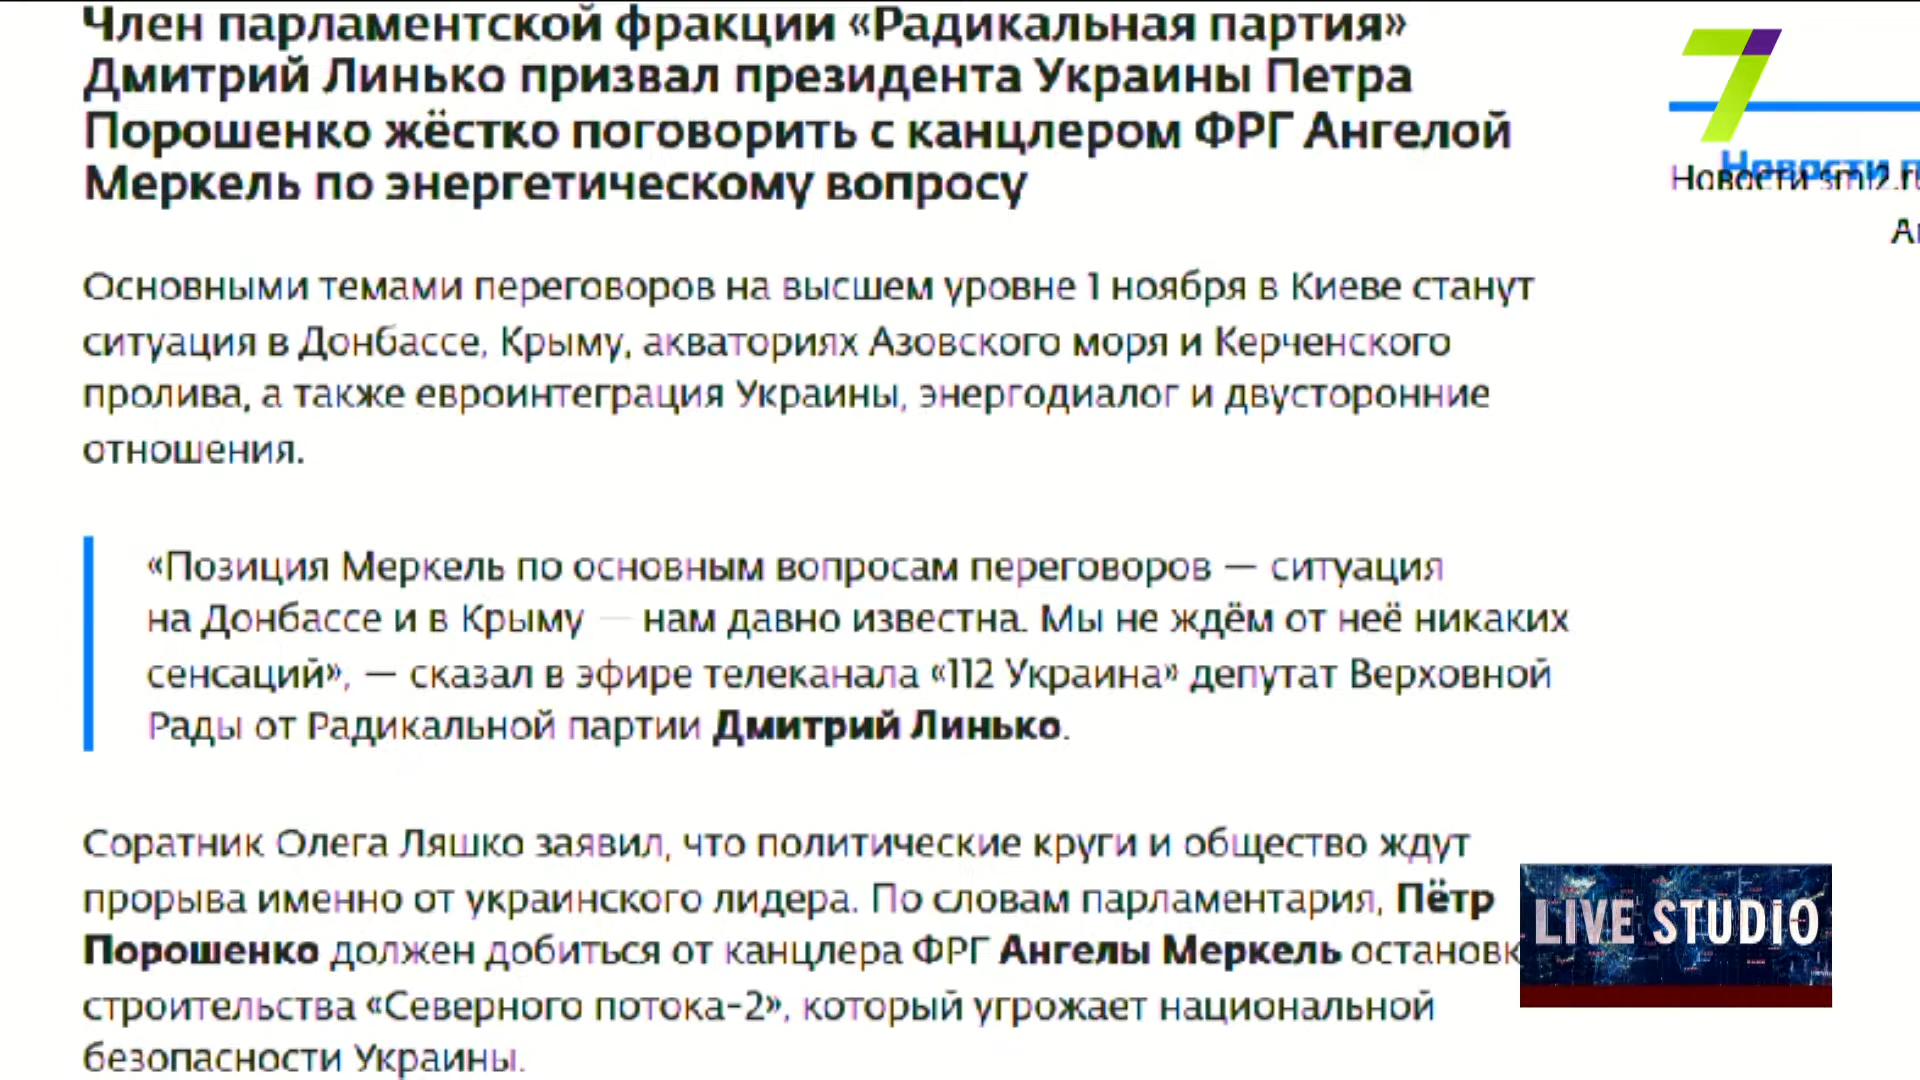 Член парламентской фракции «Радикальная партия»
Дмитрий Линько призвал президента Украины Петра
Порошенко жёстко поговорить с канцлером ФРГ Ангелой
Меркель по энергетическому вопросу
7
Новости
Новости smi2.ru
Основными темами переговоров на высшем уровне 1 ноября в Киеве станут
ситуация в Донбассе, Крыму, акваториях Азовского моря и Керченского
пролива, а также евроинтеграция Украины, энергодиалог и двусторонние
отношения.
«Позиция Меркель по основным вопросам переговоров — ситуация
на Донбассе и в Крыму — нам давно известна. Мы не ждём от неё никаких
сенсаций», — сказал в эфире телеканала «112 Украина» депутат Верховной
Рады от Радикальной партии Дмитрий Линько.
Соратник Олега Ляшко заявил, что политические круги и общество ждут
прорыва именно от украинского лидера. По словам парламентария, Пётр
Порошенко должен добиться от канцлера ФРГ Ангелы Меркель остановк
строительства «Северного потока-2», который угрожает национальной
безопасности Украины.
LIVE STUDIO